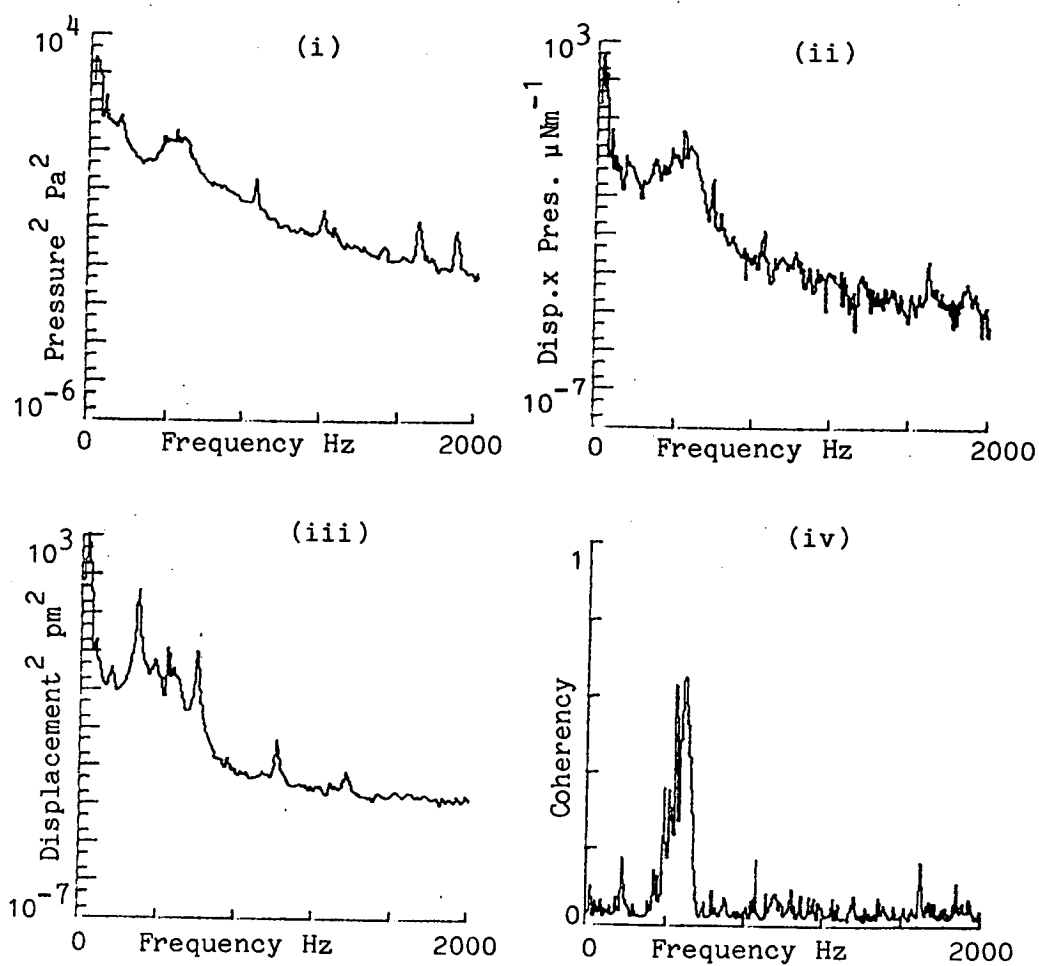 (i)
10^4
Pressure^2 Pa^2
10^-6
0 Frequency Hz 2000
(ii)
10^3
Disp.x Pres. µNm^-1
10^-7
0 Frequency Hz 2000
(iii)
10^3
Displacement^2 pm^2
10^-7
0 Frequency Hz 2000
(iv)
1
Coherency
0
0 Frequency Hz 2000